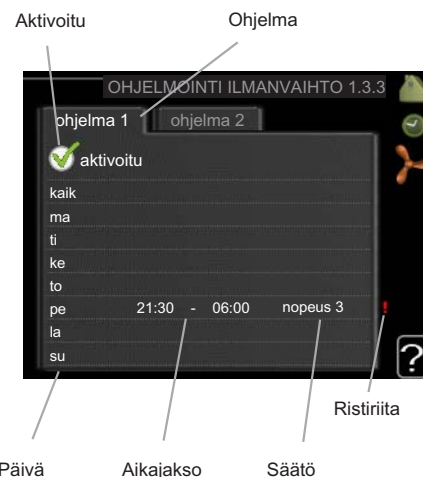 Aktivoitu Ohjelma
OHJELMOINTI ILMANVAIHTO 1.3.3
ohjelma 1 ohjelma 2
aktivoitu
kaik
ma
ti
ke
to
pe 21:30 - 06:00 nopeus 3 !
la
su
?
Ristiriita
Päivä Aikajakso Säätö